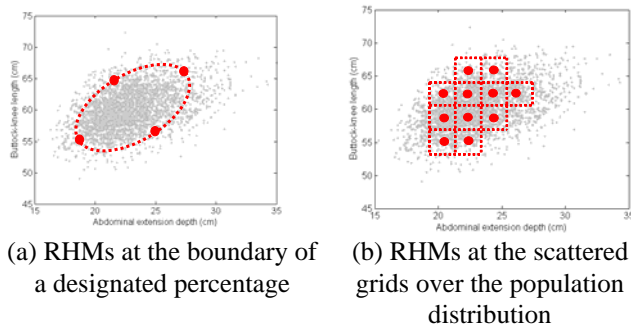 75
70
65
60
55
50
45
Buttock-knee length (cm)
15 20 25 30 35
Abdominal extension depth (cm)
(a) RHMs at the boundary of
a designated percentage
75
70
65
60
55
50
45
Buttock-knee length (cm)
15 20 25 30 35
Abdominal extension depth (cm)
(b) RHMs at the scattered
grids over the population
distribution